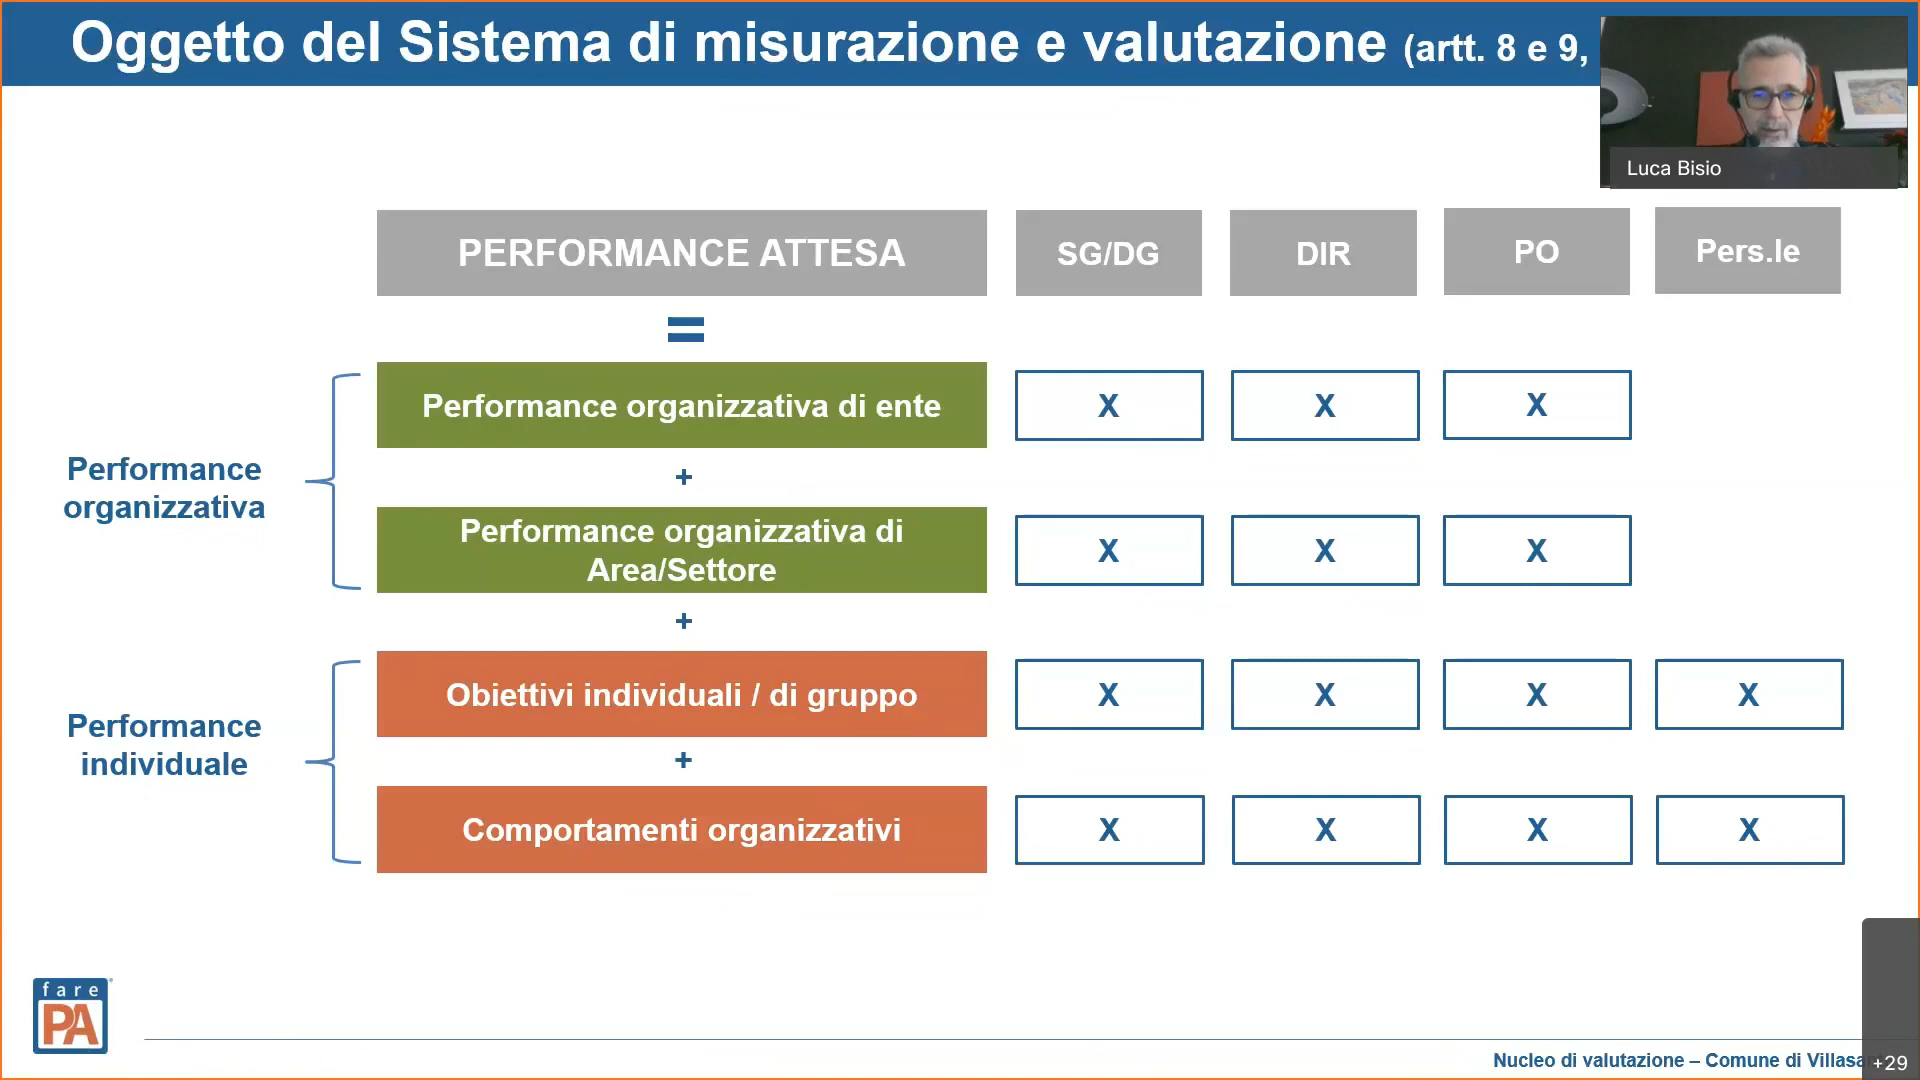 Oggetto del Sistema di misurazione e valutazione (artt. 8 e 9,
Luca Bisio
PERFORMANCE ATTESA SG/DG DIR PO Pers.le
=
Performance organizzativa di ente X X X
Performance
organizzativa
+
Performance organizzativa di
Area/Settore X X X
+
Obiettivi individuali / di gruppo X X X X
Performance
individuale
+
Comportamenti organizzativi X X X X
fare
PA
Nucleo di valutazione – Comune di
+29